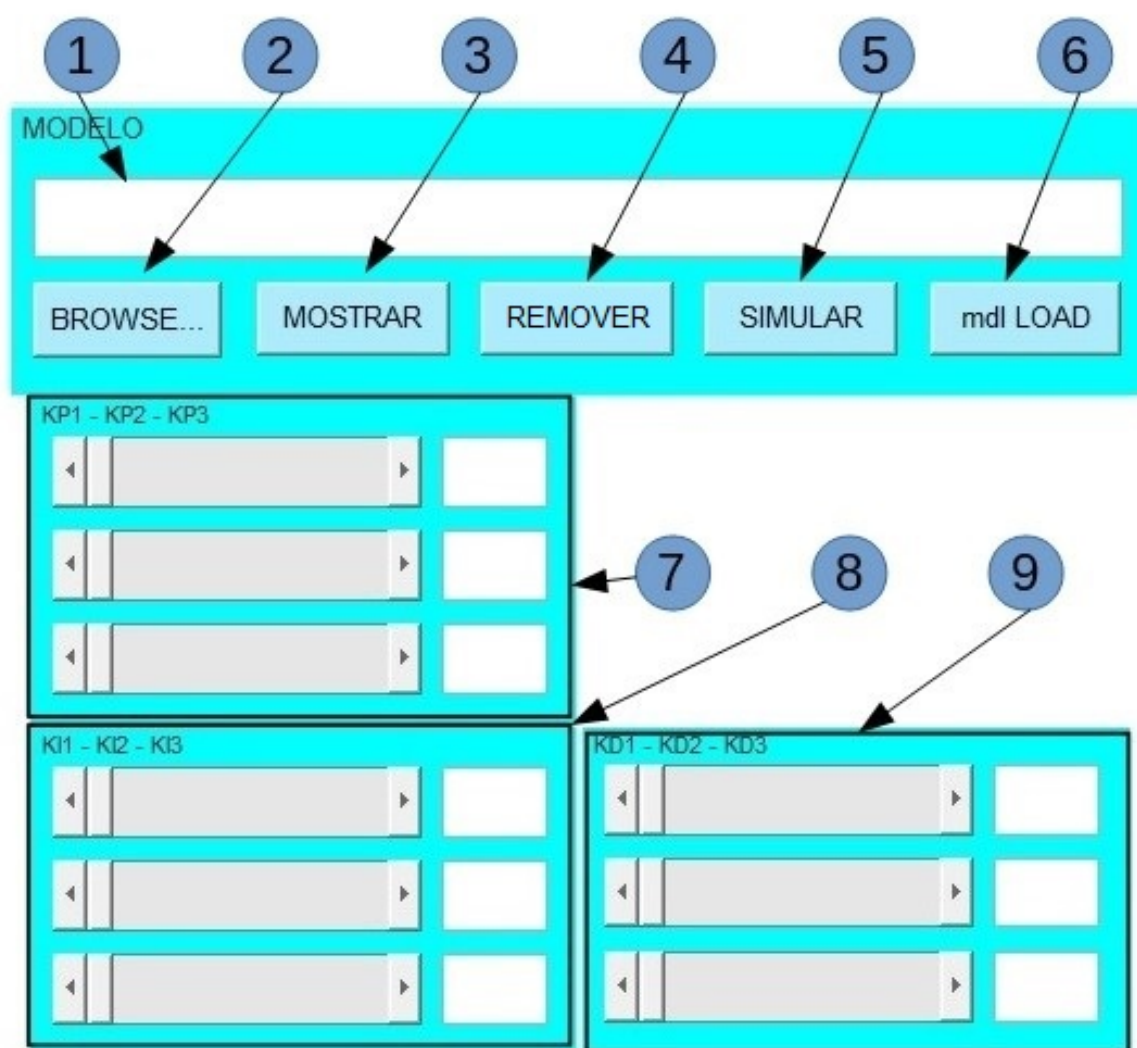 1 2 3 4 5 6
MODELO
BROWSE... MOSTRAR REMOVER SIMULAR mdl LOAD
KP1 - KP2 - KP3
7 8 9
KI1 - KI2 - KI3
KD1 - KD2 - KD3